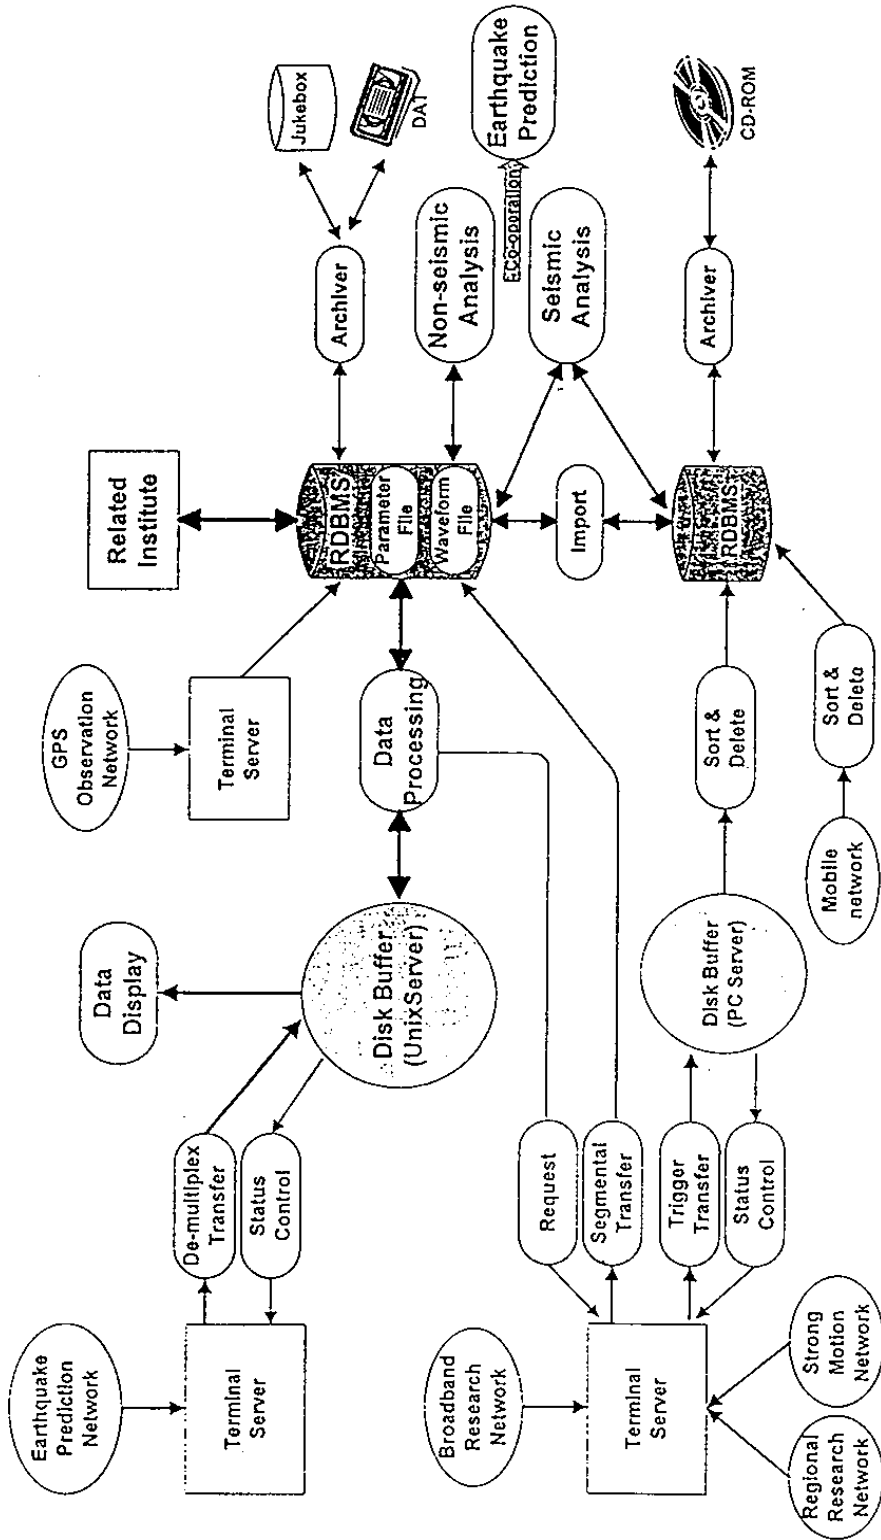 Earthquake
Prediction
Network
Terminal
Server
De-multiplex
Transfer
Status
Control
Data
Display
Disk Buffer
(UnixServer)
GPS
Observation
Network
Terminal
Server
Data
Processing
Related
Institute
RDBMS
Parameter
File
Waveform
File
Archiver
Jukebox
DAT
Non-seismic
Analysis
ECo-oporation
Earthquake
Prediction
Seismic
Analysis
Import
Broadband
Research
Network
Terminal
Server
Regional
Research
Network
Strong
Motion
Network
Request
Segmental
Transfer
Trigger
Transfer
Status
Control
Disk Buffer
(PC Server)
Mobile
network
Sort &
Delete
Sort &
Delete
RDBMS
Archiver
CD-ROM